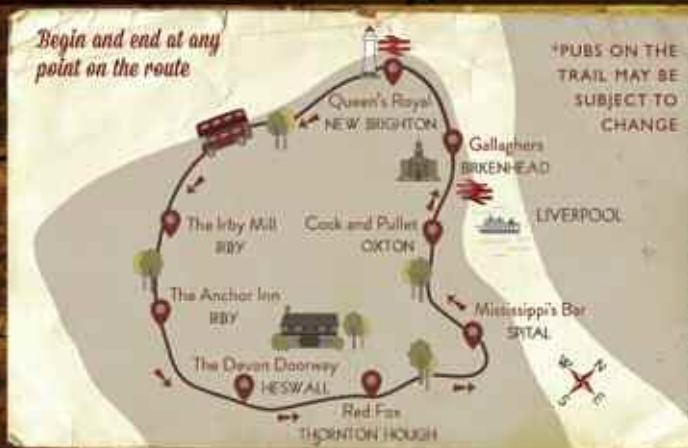 Begin and end at any
point on the route
*PUBS ON THE
TRAIL MAY BE
SUBJECT TO
CHANGE
Queen's Royal
NEW BRIGHTON
Gallaghers
BIRKENHEAD
LIVERPOOL
The Irby Mill
IRBY
Cock and Pullet
OXTON
The Anchor Inn
IRBY
Mississippi's Bar
SPITAL
The Devon Doorway
HESWALL
Red Fox
THORNTON HOUGH
W
N
S
E